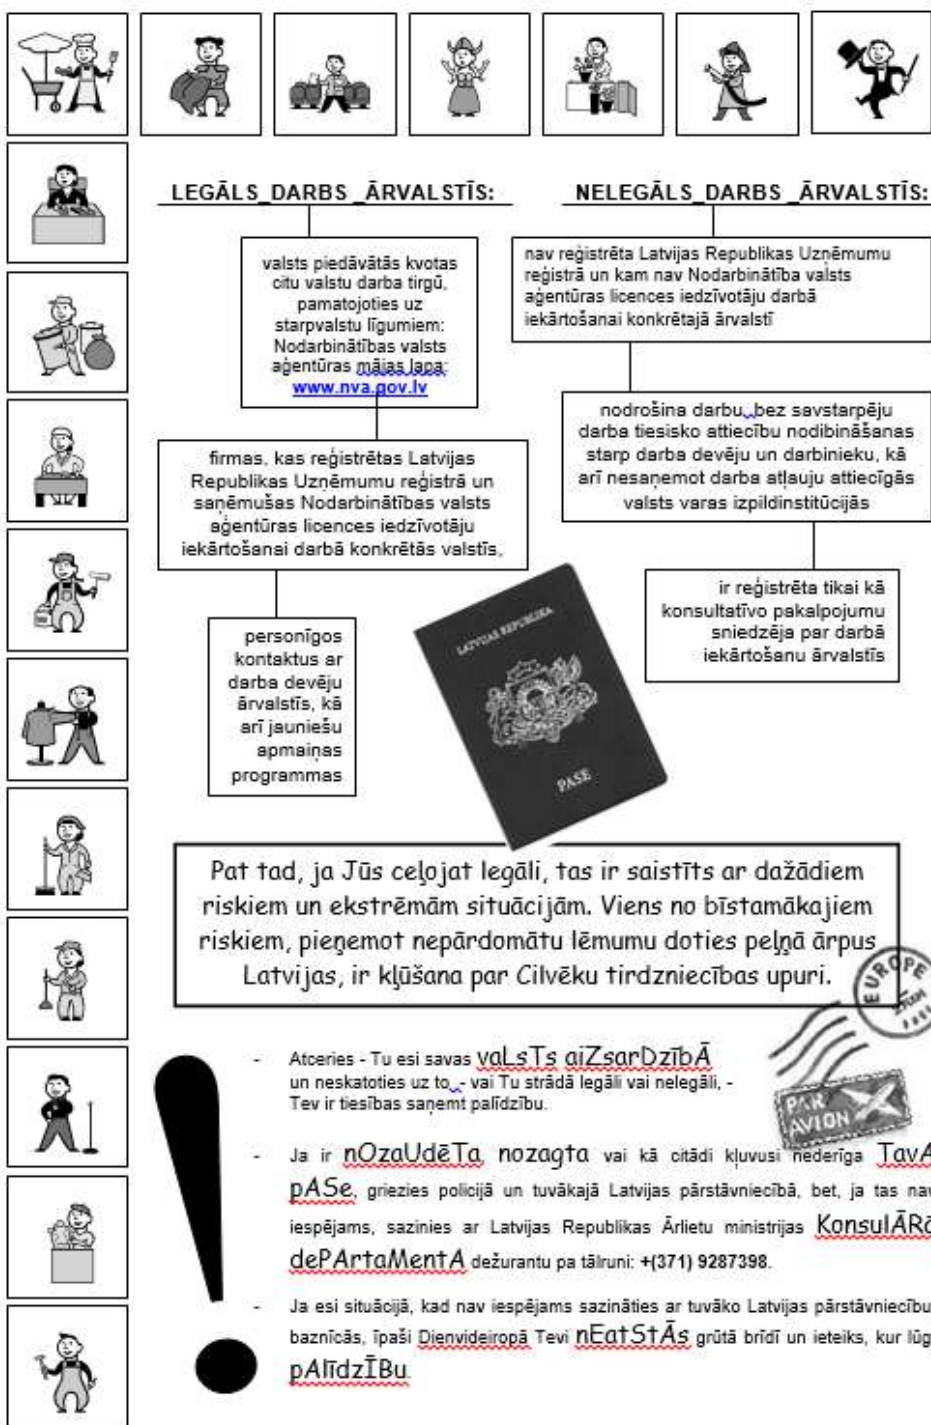 LEGĀLS_DARBS_ĀRVALSTĪS:
valsts piedāvātās kvotas
citu valstu darba tirgū,
pamatojoties uz
starpvalstu līgumiem:
Nodarbinātības valsts
aģentūras mājas lapa:
www.nva.gov.lv
firmas, kas reģistrētas Latvijas
Republikas Uzņēmumu reģistrā un
saņēmušas Nodarbinātības valsts
aģentūras licences iedzīvotāju
iekārtošanai darbā konkrētās valstīs,
personīgos
kontaktus ar
darba devēju
ārvalstīs, kā
arī jauniešu
apmaiņas
programmas
NELEGĀLS_DARBS_ĀRVALSTĪS:
nav reģistrēta Latvijas Republikas Uzņēmumu
reģistrā un kam nav Nodarbinātība valsts
aģentūras licences iedzīvotāju darbā
iekārtošanai konkrētajā ārvalstī
nodrošina darbu bez savstarpēju
darba tiesisko attiecību nodibināšanas
starp darba devēju un darbinieku, kā
arī nesaņemot darba atļauju attiecīgās
valsts varas izpildinstitūcijās
ir reģistrēta tikai kā
konsultatīvo pakalpojumu
sniedzēja par darbā
iekārtošanu ārvalstīs
LATVIJAS REPUBLIKA
PASE
Pat tad, ja Jūs ceļojat legāli, tas ir saistīts ar dažādiem
riskiem un ekstrēmām situācijām. Viens no bīstamākajiem
riskiem, pieņemot nepārdomātu lēmumu doties peļņā ārpus
Latvijas, ir kļūšana par Cilvēku tirdzniecības upuri.
EUROPE
PAR
AVION
- Atceries - Tu esi savas vaLsTs aiZsarDzībĀ
un neskatoties uz to - vai Tu strādā legāli vai nelegāli, -
Tev ir tiesības saņemt palīdzību.
- Ja ir nOzaUdēTa, nozagta vai kā citādi kļuvusi nederīga TavA
pASe, griezies policijā un tuvākajā Latvijas pārstāvniecībā, bet, ja tas nav
iespējams, sazinies ar Latvijas Republikas Ārlietu ministrijas KonsulĀRā
dePArtaMentA dežurantu pa tālruni: +(371) 9287398.
- Ja esi situācijā, kad nav iespējams sazināties ar tuvāko Latvijas pārstāvniecību
baznīcās, īpaši Dienvideiropā Tevi nEatStĀs grūtā brīdī un ieteiks, kur lūg
pAlīdzĪBu.